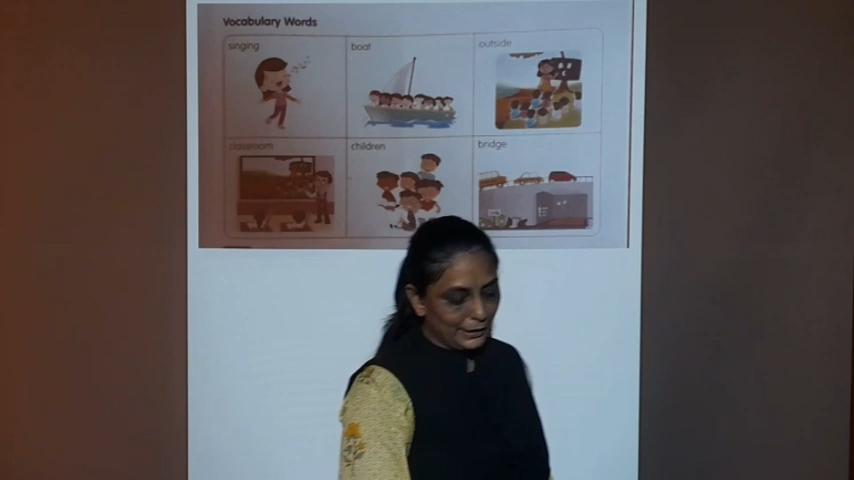 Vocabulary Words
singing boat outside
classroom children bridge